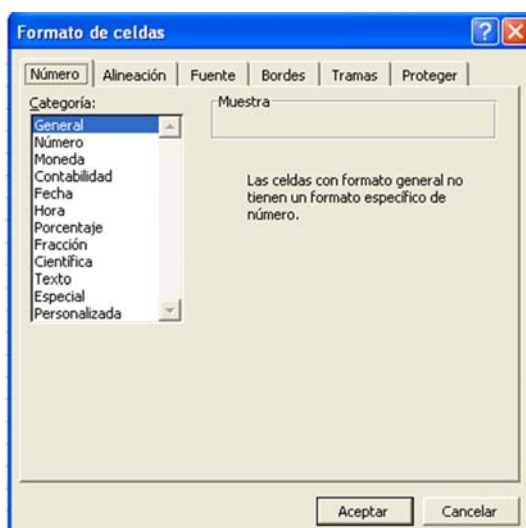 Formato de celdas
Número Alineación Fuente Bordes Tramas Proteger
Categoría:
General
Número
Moneda
Contabilidad
Fecha
Hora
Porcentaje
Fracción
Científica
Texto
Especial
Personalizada
Muestra
Las celdas con formato general no
tienen un formato específico de
número.
Aceptar Cancelar